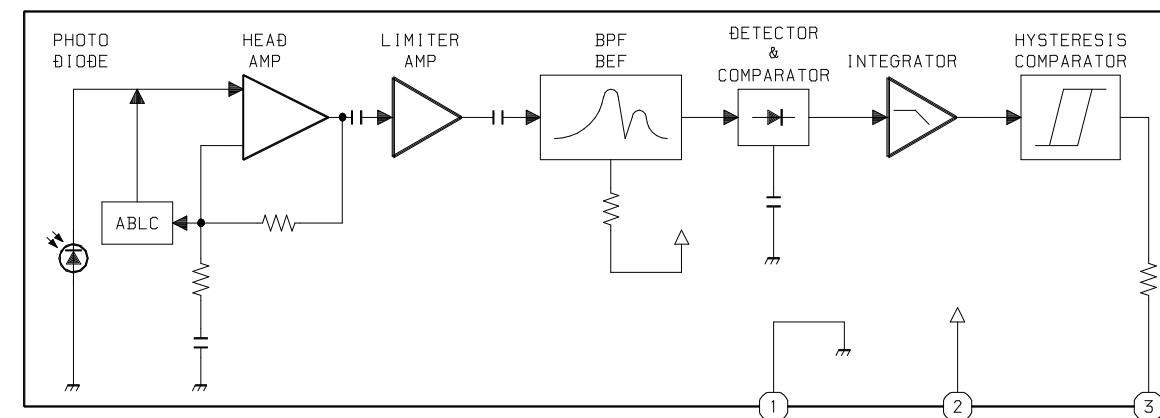 PHOTO
DIODE
HEAD
AMP
LIMITER
AMP
BPF
BEF
DETECTOR
&
COMPARATOR
INTEGRATOR
HYSTERESIS
COMPARATOR
ABLC
1
2
3